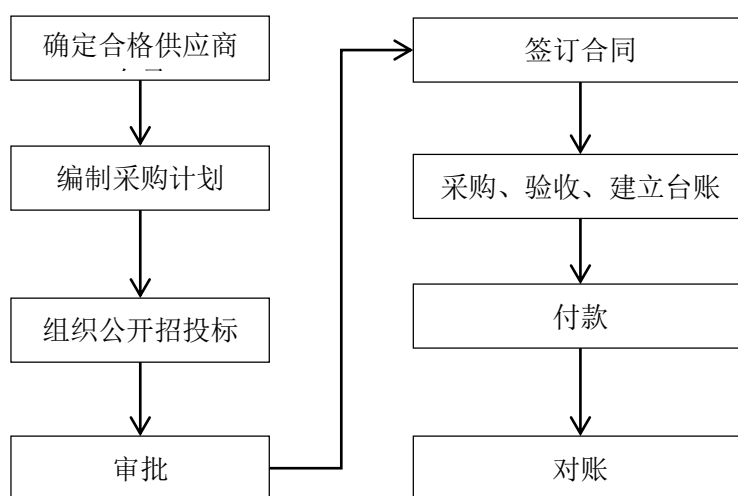 确定合格供应商
编制采购计划
组织公开招投标
审批
签订合同
采购、验收、建立台账
付款
对账